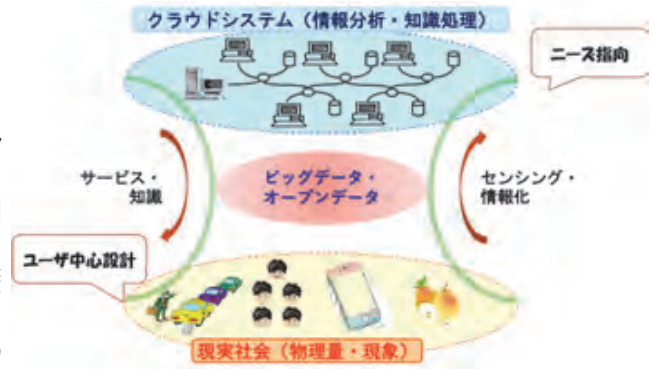 クラウドシステム（情報分析・知識処理）
ニーズ指向
サービス・
知識
ビッグデータ・
オープンデータ
センシング・
情報化
ユーザ中心設計
現実社会（物理量・現象）